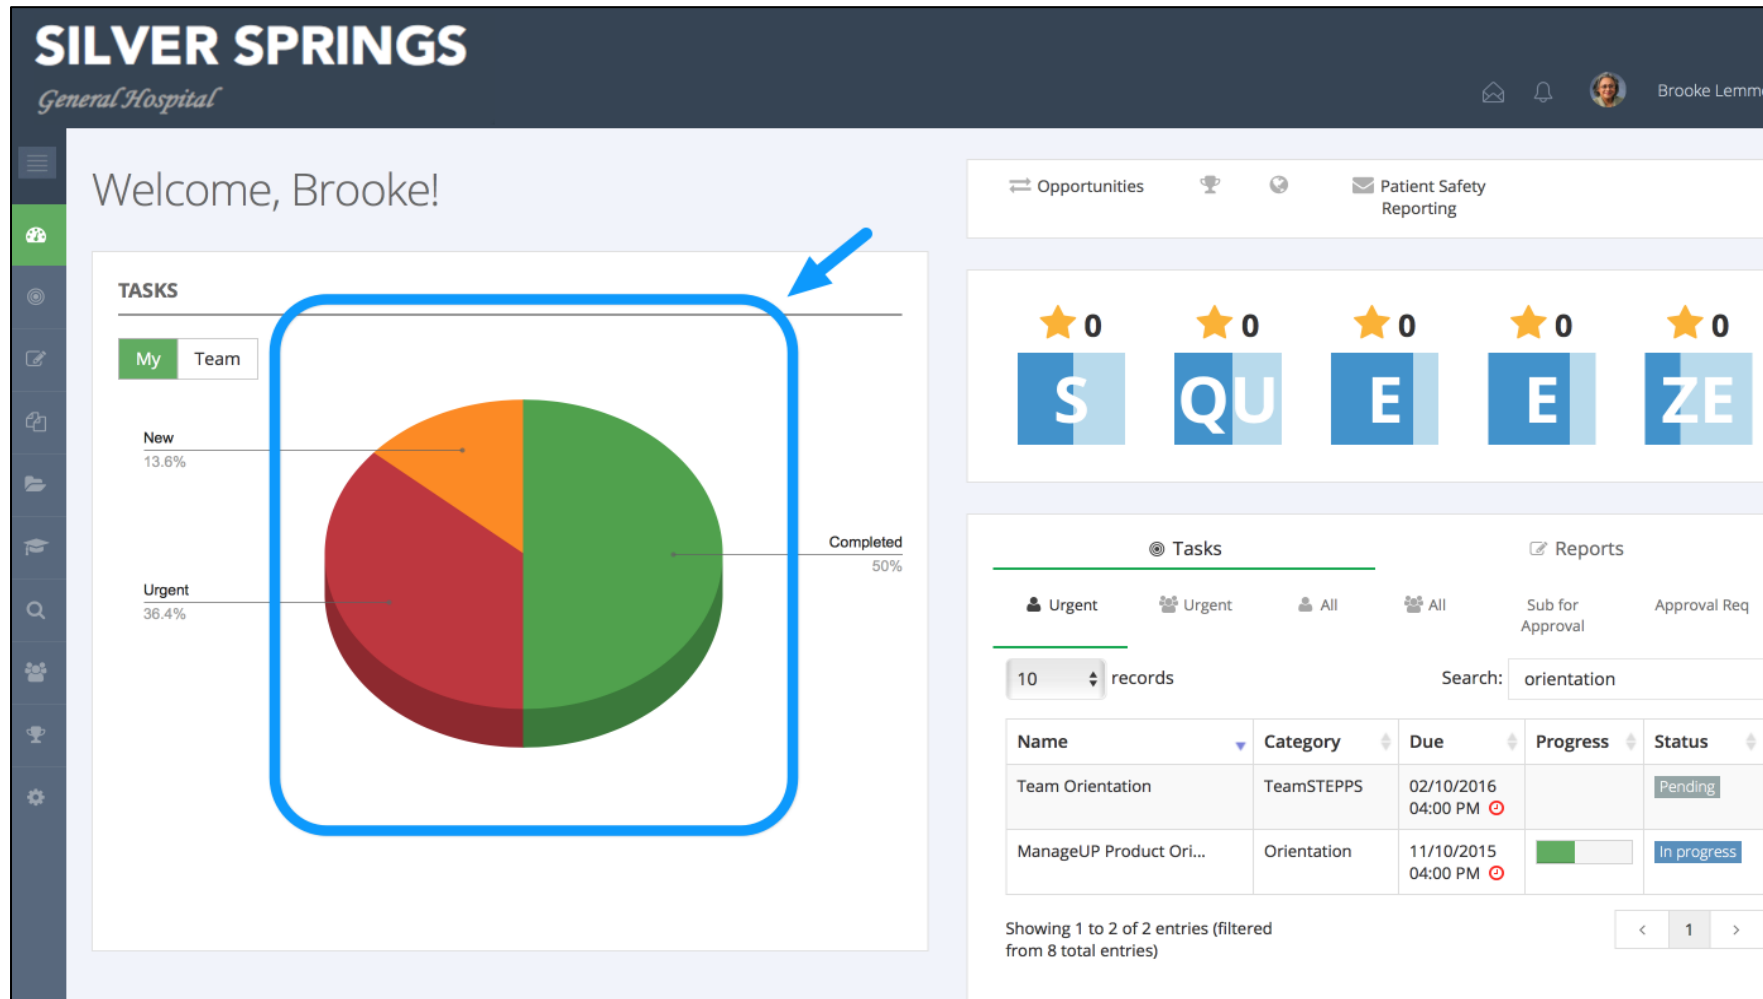 SILVER SPRINGS
General Hospital
Welcome, Brooke!
Opportunities
Patient Safety
Reporting
TASKS
My
Team
New
13.6%
Urgent
36.4%
Completed
50%
0
0
0
0
0
S
QU
E
E
ZE
Tasks
Reports
Urgent
Urgent
All
All
Sub for
Approval
Approval Req
10
records
Search:
orientation
Name Category Due Progress Status
Team Orientation TeamSTEPPS 02/10/2016 Pending
04:00 PM
ManageUP Product Ori... Orientation 11/10/2015 In progress
04:00 PM
Showing 1 to 2 of 2 entries (filtered
from 8 total entries)
< 1 >